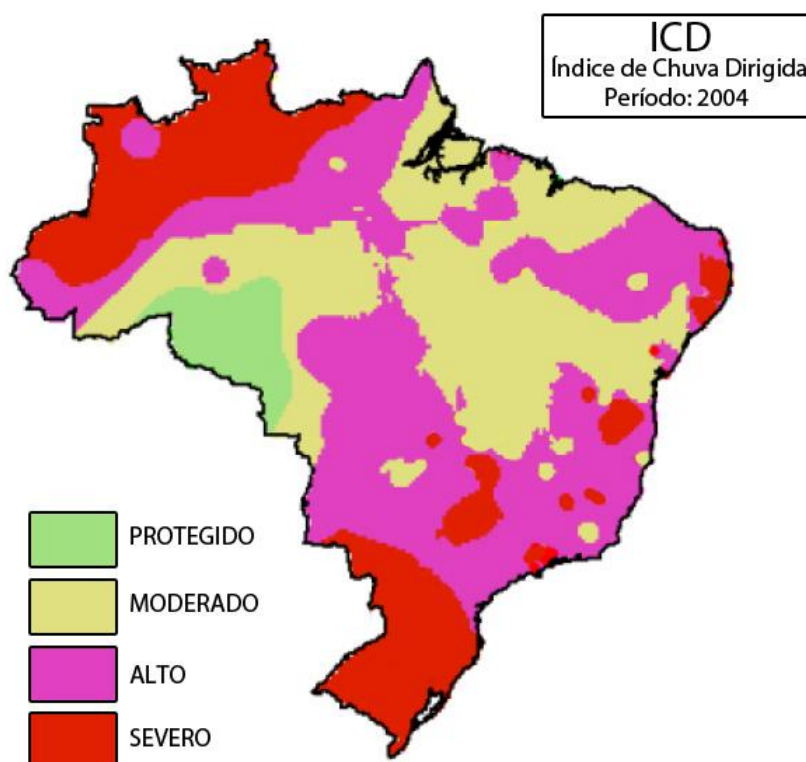 ICD
Índice de Chuva Dirigida
Período: 2004
PROTEGIDO
MODERADO
ALTO
SEVERO